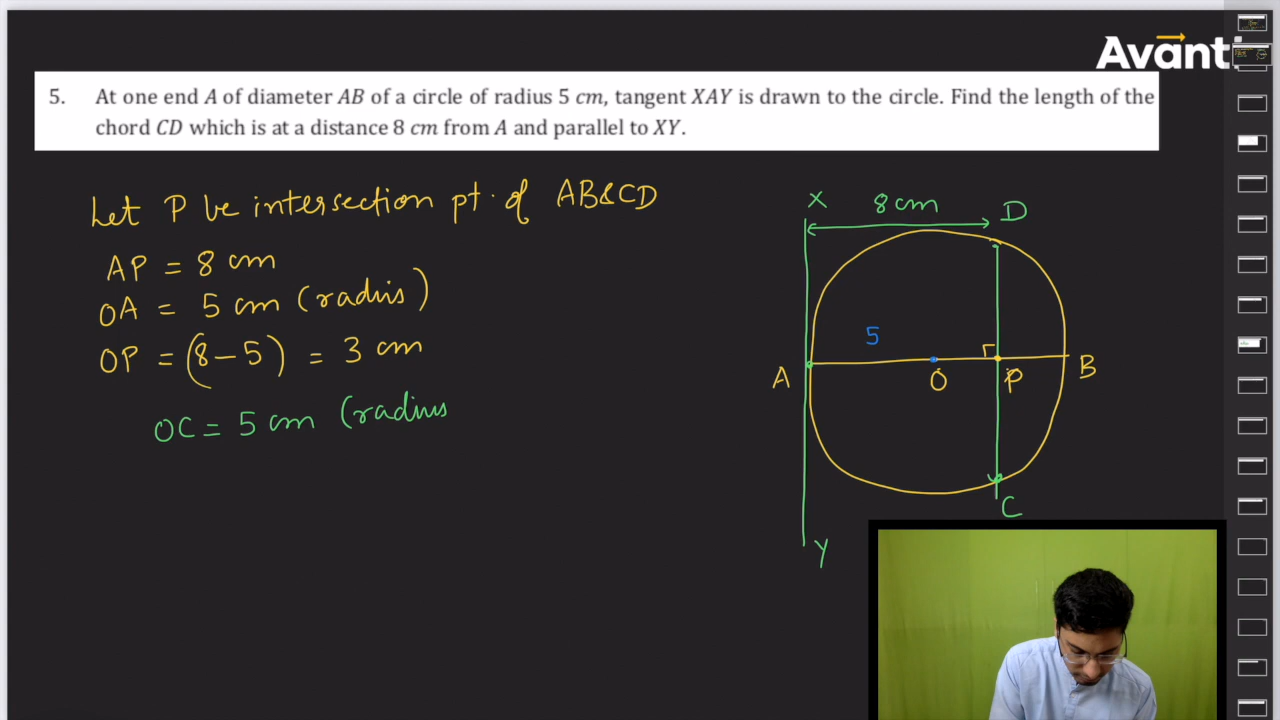 Avanti
5. At one end A of diameter AB of a circle of radius 5 cm, tangent XAY is drawn to the circle. Find the length of the
chord CD which is at a distance 8 cm from A and parallel to XY.
Let P be intersection pt. of AB&CD
AP = 8 cm
OA = 5 cm (radius)
OP = (8-5) = 3 cm
OC = 5 cm (radius
X
8 cm
D
5
A
O
P
B
C
Y